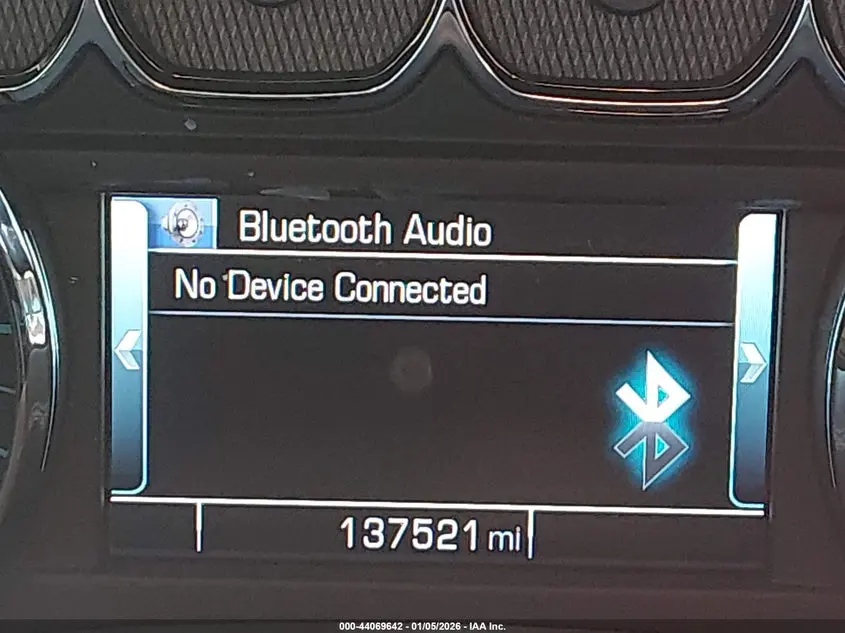 Bluetooth Audio
No Device Connected
137521 mi
000-44069642 - 01/05/2026 - IAA Inc.